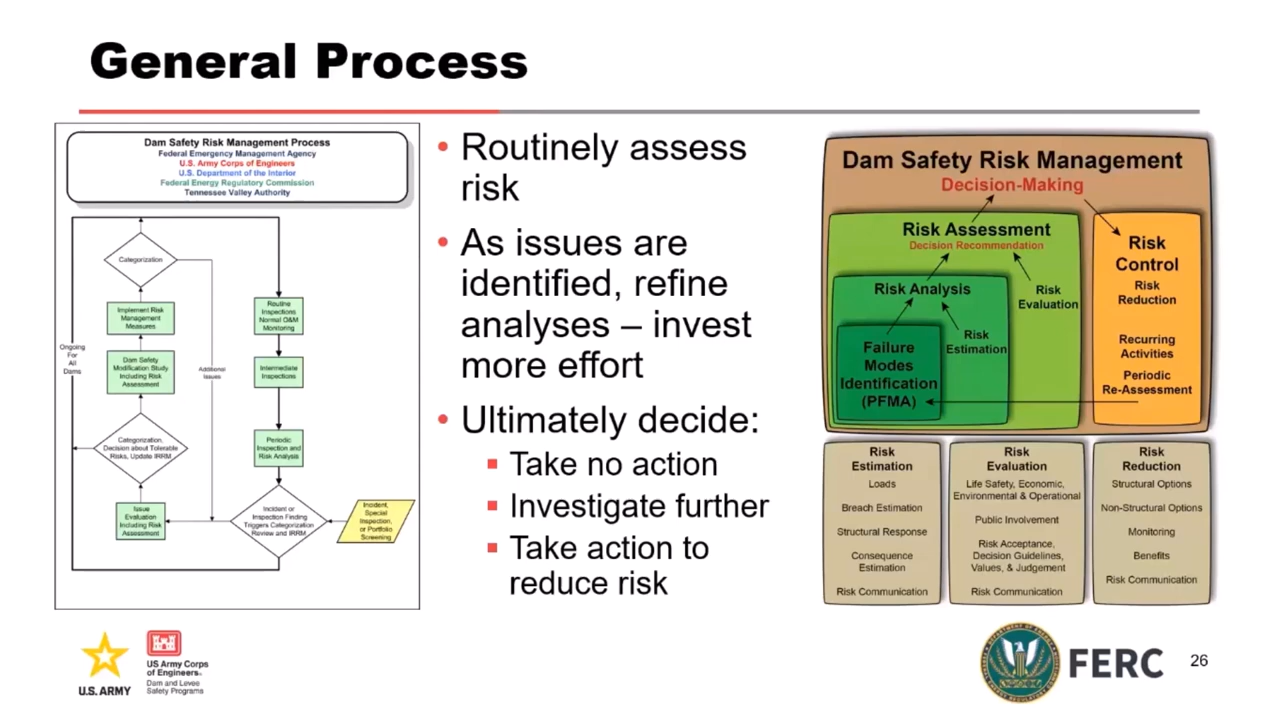 General Process
Dam Safety Risk Management Process
Federal Emergency Management Agency
U.S. Army Corps of Engineers
U.S. Department of the Interior
Federal Energy Regulatory Commission
Tennessee Valley Authority
Categorization
Implement Risk
Management
Measures
Dam Safety
Modification Study
Including Risk
Assessment
Categorization,
Decision about Tolerable
Risks, Update IRRM
Issue
Evaluation
Including Risk
Assessment
Ongoing
For
All
Dams
Additional
Issues
Routine
Inspections
Normal O&M
Monitoring
Intermediate
Inspections
Periodic
Inspection and
Risk Analysis
Incident or
Inspection Finding
Triggers Categorization
Review and IRRM
Incident,
Special
Inspection,
or Portfolio
Screening
• Routinely assess
risk
• As issues are
identified, refine
analyses – invest
more effort
• Ultimately decide:
▪ Take no action
▪ Investigate further
▪ Take action to
reduce risk
Dam Safety Risk Management
Decision-Making
Risk Assessment
Decision Recommendation
Risk Analysis
Risk
Evaluation
Risk
Estimation
Failure
Modes
Identification
(PFMA)
Risk
Control
Risk
Reduction
Recurring
Activities
Periodic
Re-Assessment
Risk
Estimation
Loads
Breach Estimation
Structural Response
Consequence
Estimation
Risk Communication
Risk
Evaluation
Life Safety, Economic,
Environmental & Operational
Public Involvement
Risk Acceptance,
Decision Guidelines,
Values, & Judgement
Risk Communication
Risk
Reduction
Structural Options
Non-Structural Options
Monitoring
Benefits
Risk Communication
U.S. ARMY
US Army Corps
of Engineers®
Dam and Levee
Safety Programs
FERC
26